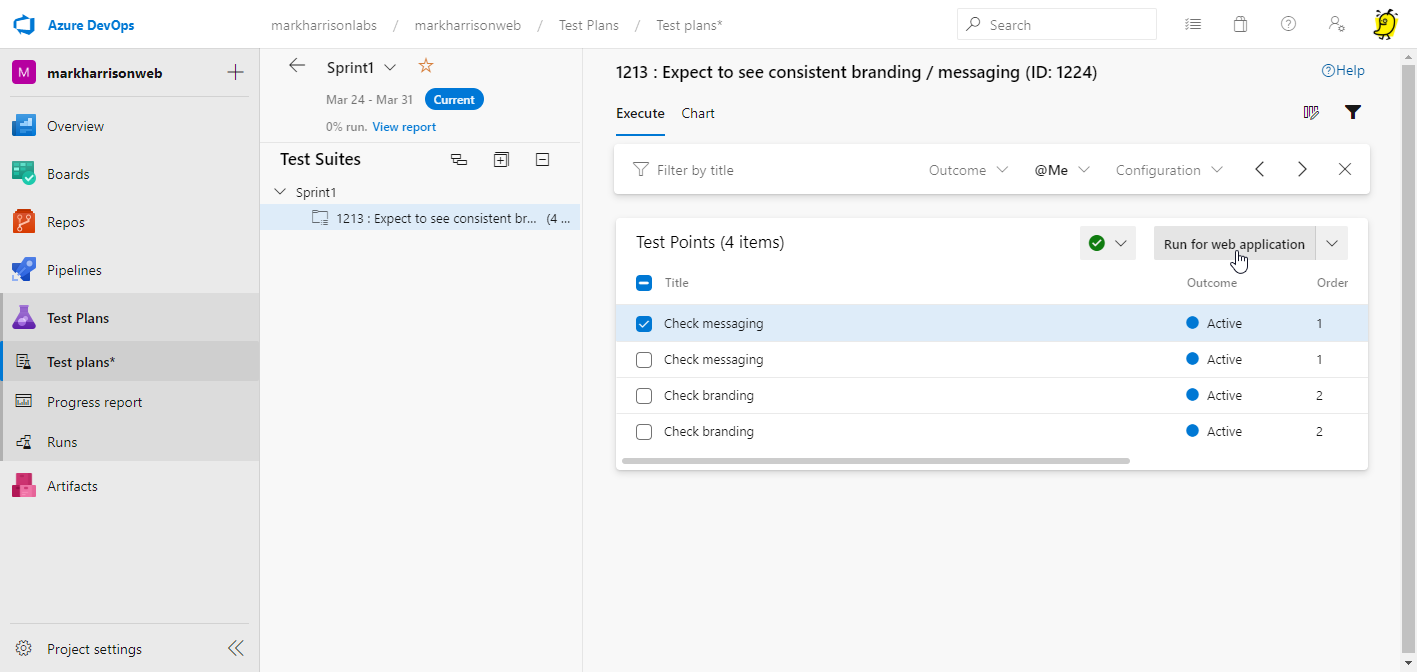 Azure DevOps
markharrisonlabs / markharrisonweb / Test Plans / Test plans*
Search
M markharrisonweb
Overview
Boards
Repos
Pipelines
Test Plans
Test plans*
Progress report
Runs
Artifacts
Project settings
Sprint1
Mar 24 - Mar 31 Current
0% run. View report
Test Suites
Sprint1
1213 : Expect to see consistent br... (4 ...
1213 : Expect to see consistent branding / messaging (ID: 1224)
Help
Execute Chart
Filter by title Outcome @Me Configuration
Test Points (4 items) Run for web application
Title Outcome Order
Check messaging Active 1
Check messaging Active 1
Check branding Active 2
Check branding Active 2